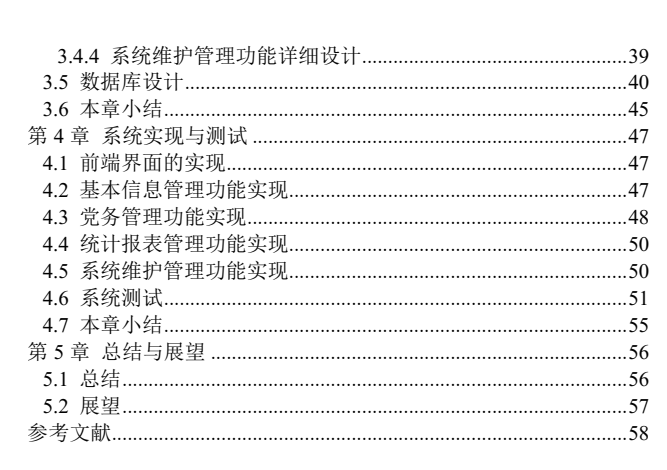 3.4.4 系统维护管理功能详细设计.................................................39
3.5 数据库设计.................................................40
3.6 本章小结.................................................45
第 4 章 系统实现与测试.................................................47
4.1 前端界面的实现.................................................47
4.2 基本信息管理功能实现.................................................47
4.3 党务管理功能实现.................................................48
4.4 统计报表管理功能实现.................................................50
4.5 系统维护管理功能实现.................................................50
4.6 系统测试.................................................51
4.7 本章小结.................................................55
第 5 章 总结与展望.................................................56
5.1 总结.................................................56
5.2 展望.................................................57
参考文献.................................................58